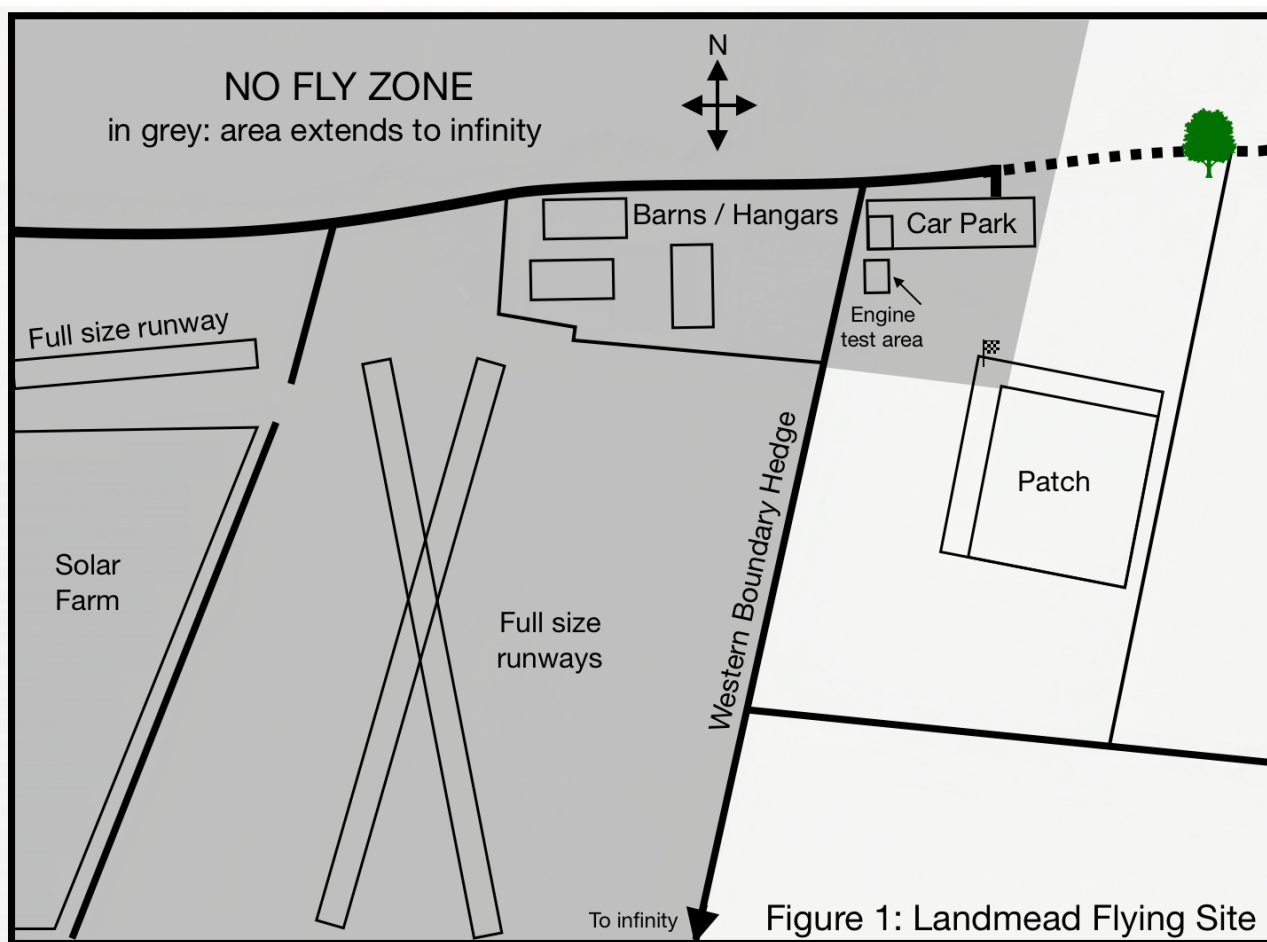 N
NO FLY ZONE
in grey: area extends to infinity
Barns / Hangars
Car Park
Engine
test area
Full size runway
Western Boundary Hedge
Patch
Solar
Farm
Full size
runways
To infinity
Figure 1: Landmead Flying Site